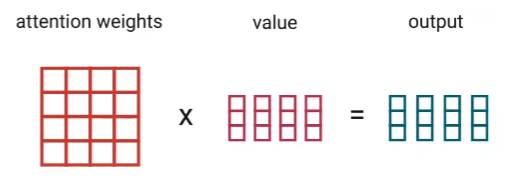 attention weights
value
output
x
=